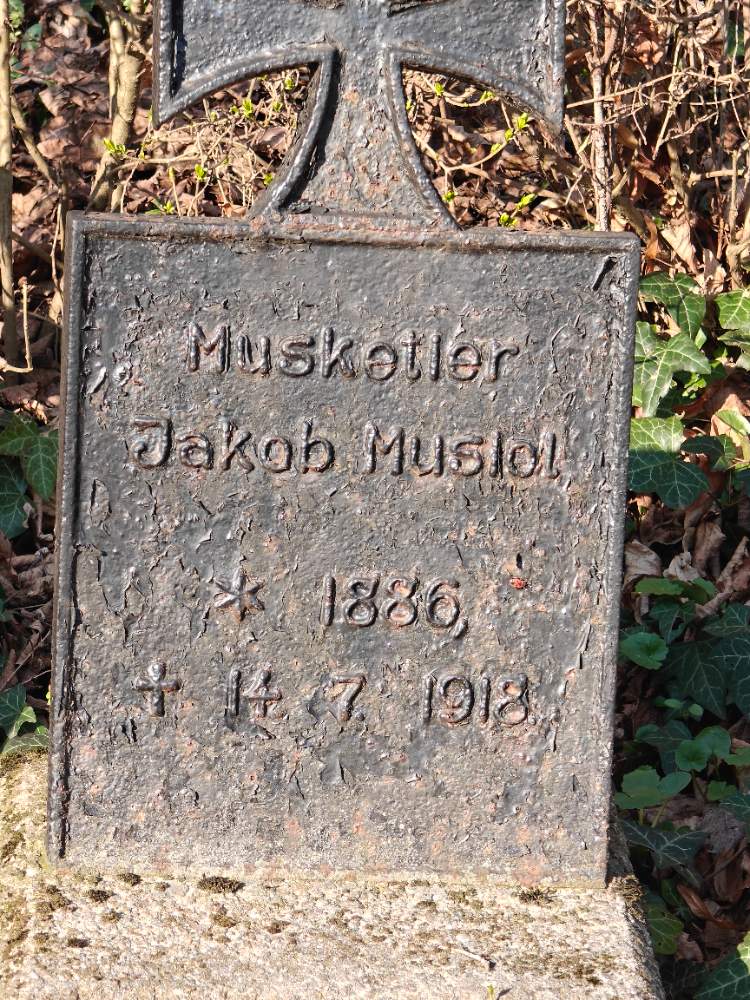 Musketier
Jakob Musiol
* 1886,
† 14. 7. 1918.